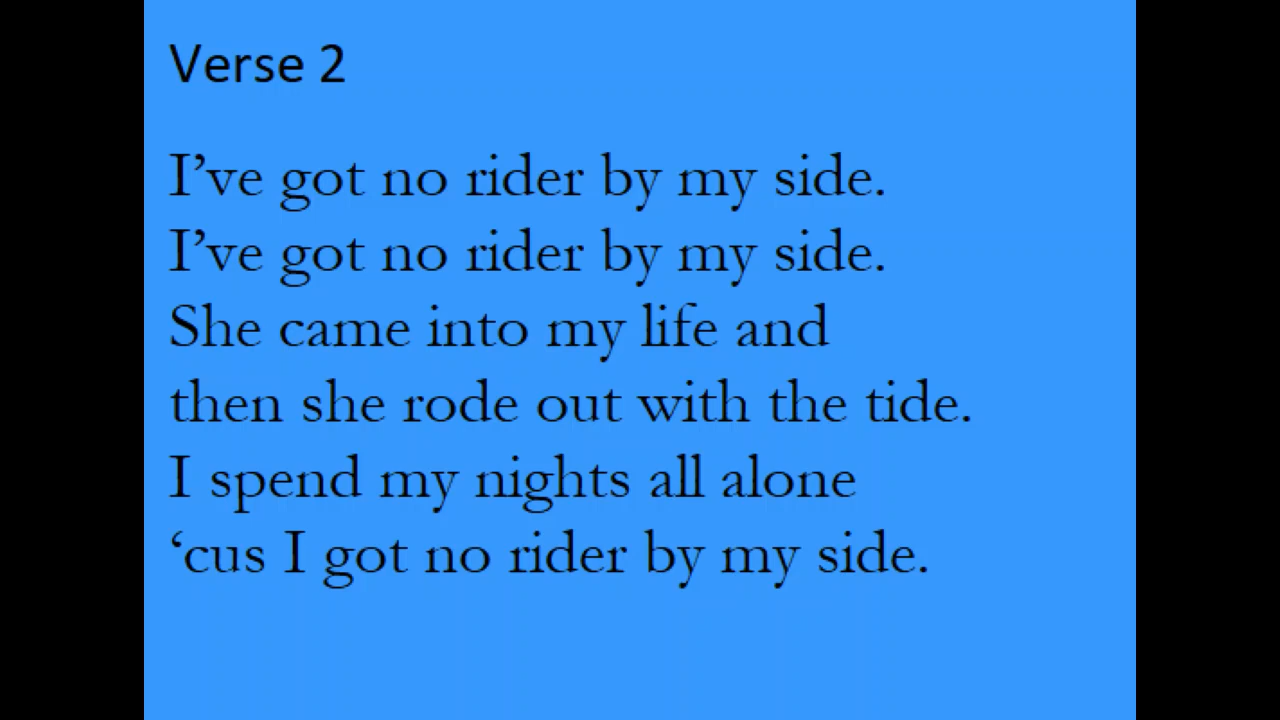 Verse 2
I’ve got no rider by my side.
I’ve got no rider by my side.
She came into my life and
then she rode out with the tide.
I spend my nights all alone
‘cus I got no rider by my side.